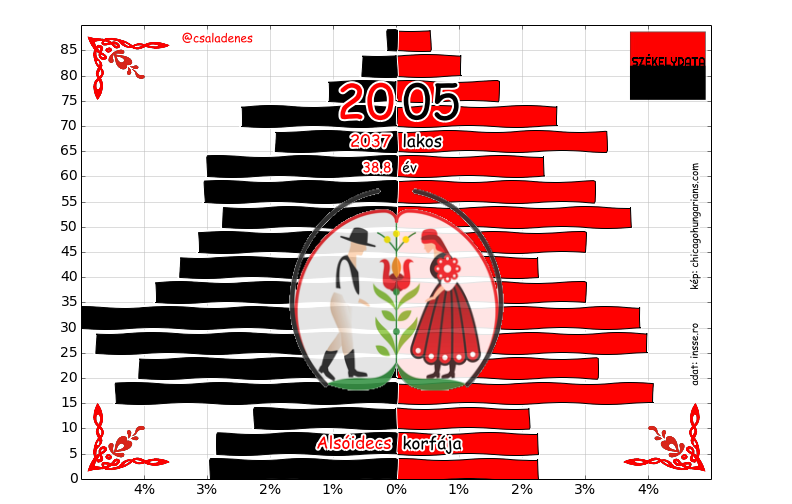 @csaladenes
SZÉKELYDATA
2005
2037 lakos
38.8 év
kép: chicagohungarians.com
adat: insse.ro
Alsóidecs korfája
85
80
75
70
65
60
55
50
45
40
35
30
25
20
15
10
5
0
4% 3% 2% 1% 0% 1% 2% 3% 4%